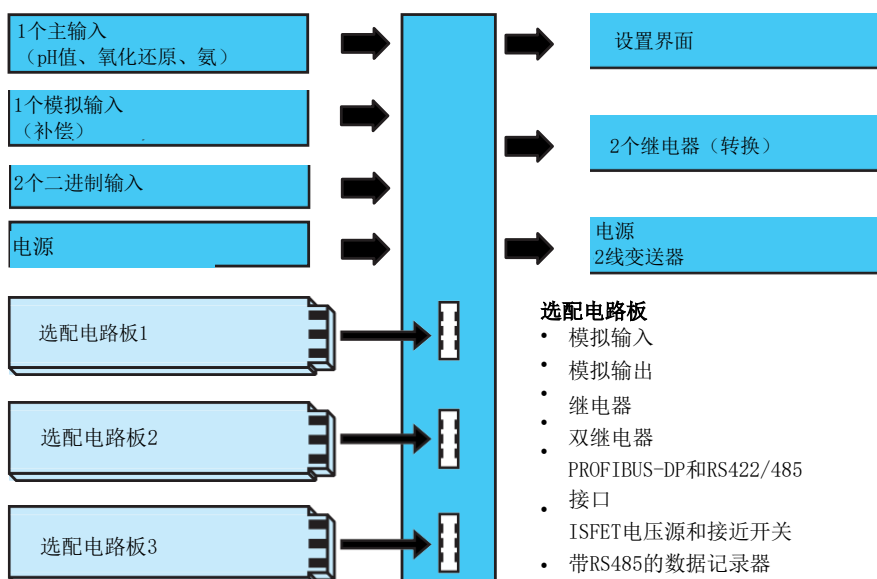 1个主输入
（pH值、氧化还原、氨）
1个模拟输入
（补偿）
2个二进制输入
电源
选配电路板1
选配电路板2
选配电路板3
设置界面
2个继电器（转换）
电源
2线变送器
选配电路板
• 模拟输入
• 模拟输出
• 继电器
• 双继电器
• PROFIBUS-DP和RS422/485
接口
• ISFET电压源和接近开关
• 带RS485的数据记录器